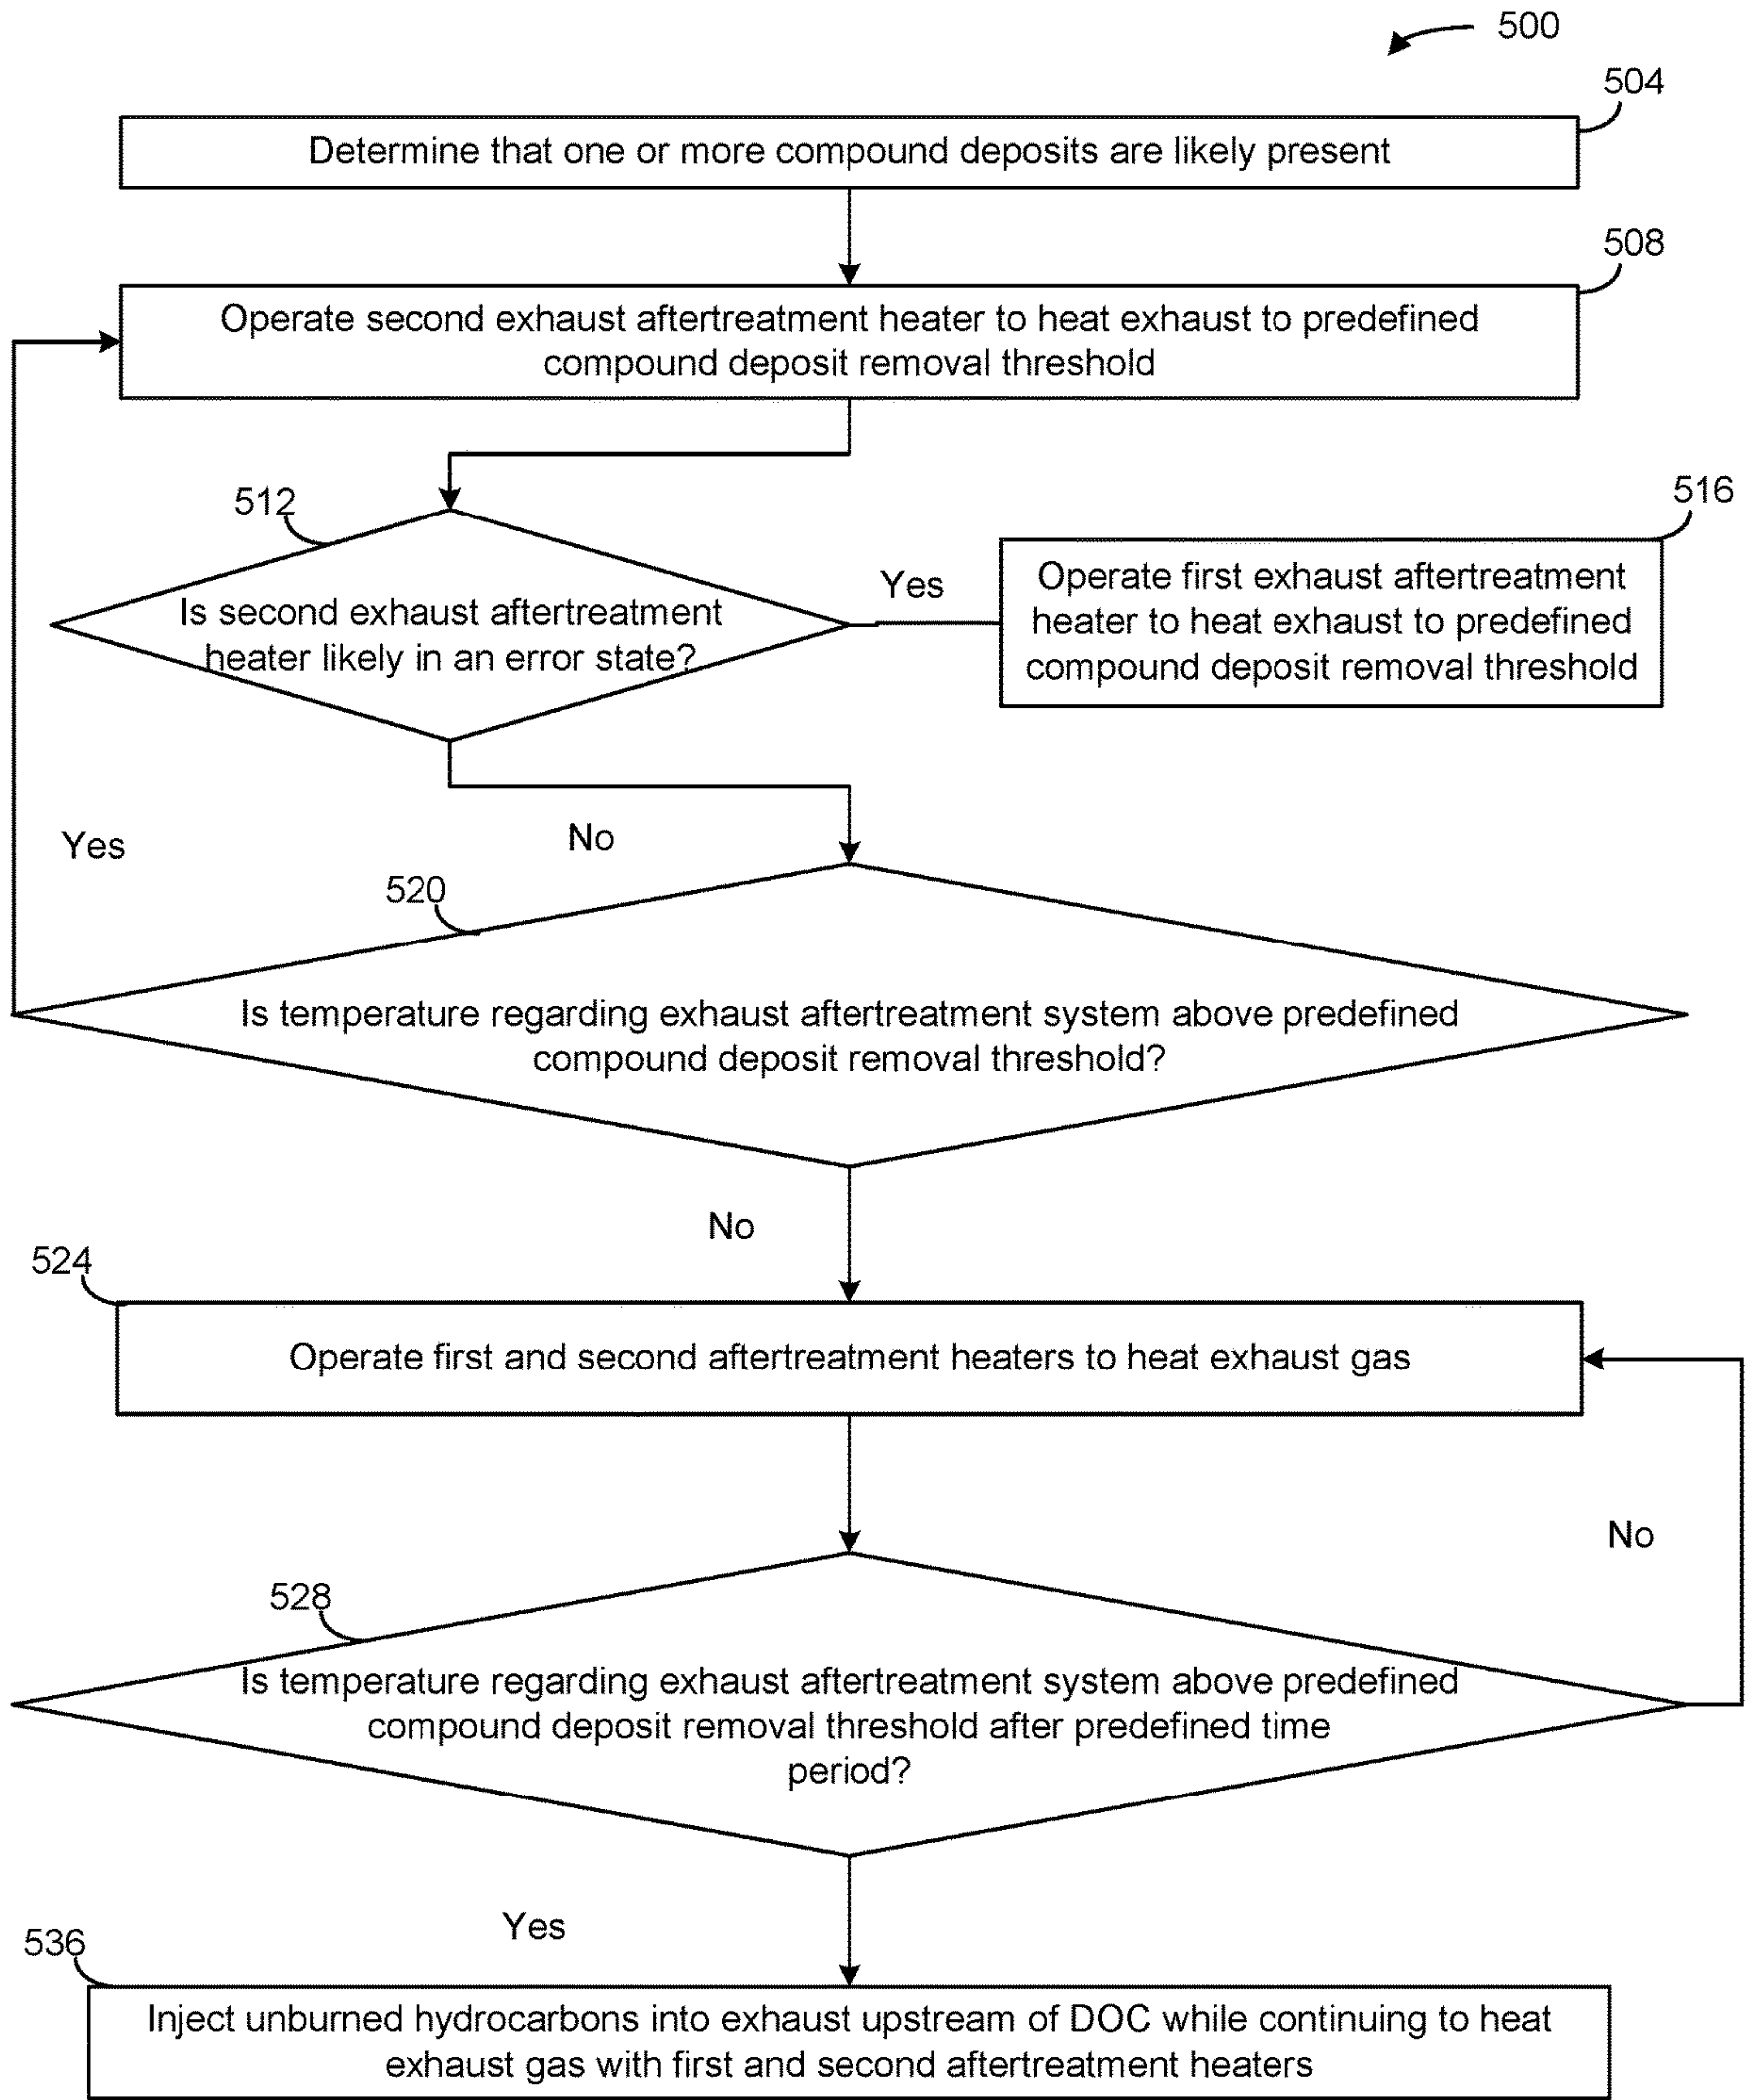 500
504
Determine that one or more compound deposits are likely present
508
Operate second exhaust aftertreatment heater to heat exhaust to predefined
compound deposit removal threshold
512
Is second exhaust aftertreatment
heater likely in an error state?
Yes
516
Operate first exhaust aftertreatment
heater to heat exhaust to predefined
compound deposit removal threshold
Yes
No
520
Is temperature regarding exhaust aftertreatment system above predefined
compound deposit removal threshold?
No
524
Operate first and second aftertreatment heaters to heat exhaust gas
No
528
Is temperature regarding exhaust aftertreatment system above predefined
compound deposit removal threshold after predefined time
period?
Yes
536
Inject unburned hydrocarbons into exhaust upstream of DOC while continuing to heat
exhaust gas with first and second aftertreatment heaters